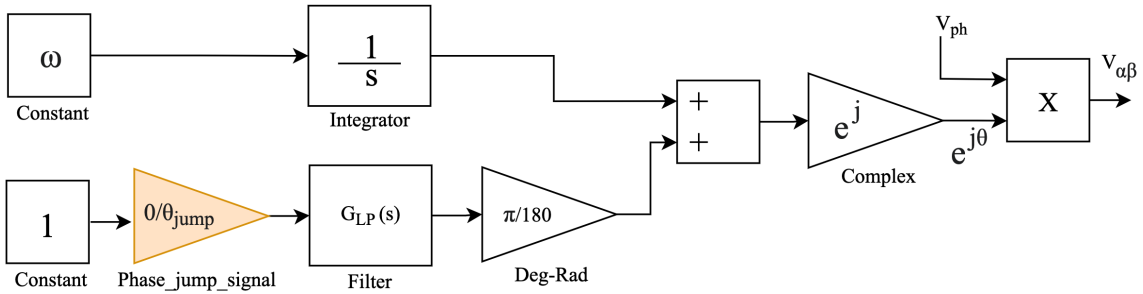 ω
Constant
1
s
Integrator
+
+
e^j
Complex
e^jθ
V_ph
X
V_αβ
1
Constant
0/θ_jump
Phase_jump_signal
G_LP (s)
Filter
π/180
Deg-Rad